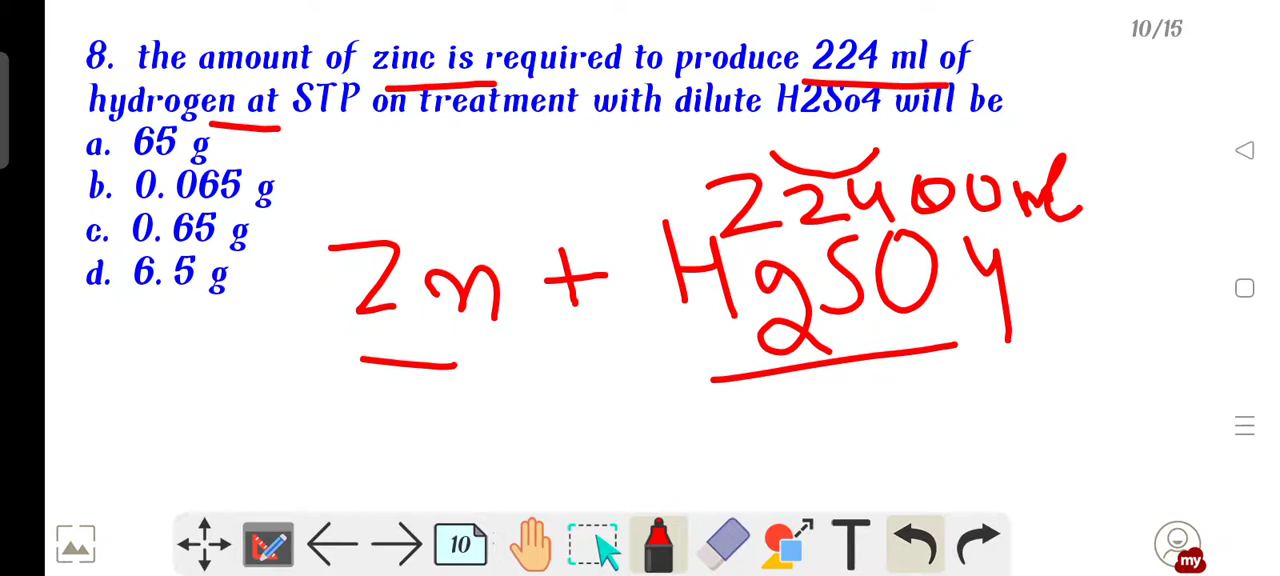 10/15
8. the amount of zinc is required to produce 224 ml of
hydrogen at STP on treatment with dilute H2So4 will be
a. 65 g
b. 0.065 g
c. 0.65 g
d. 6.5 g
22400ml
Zn + H2SO4
10
T
my